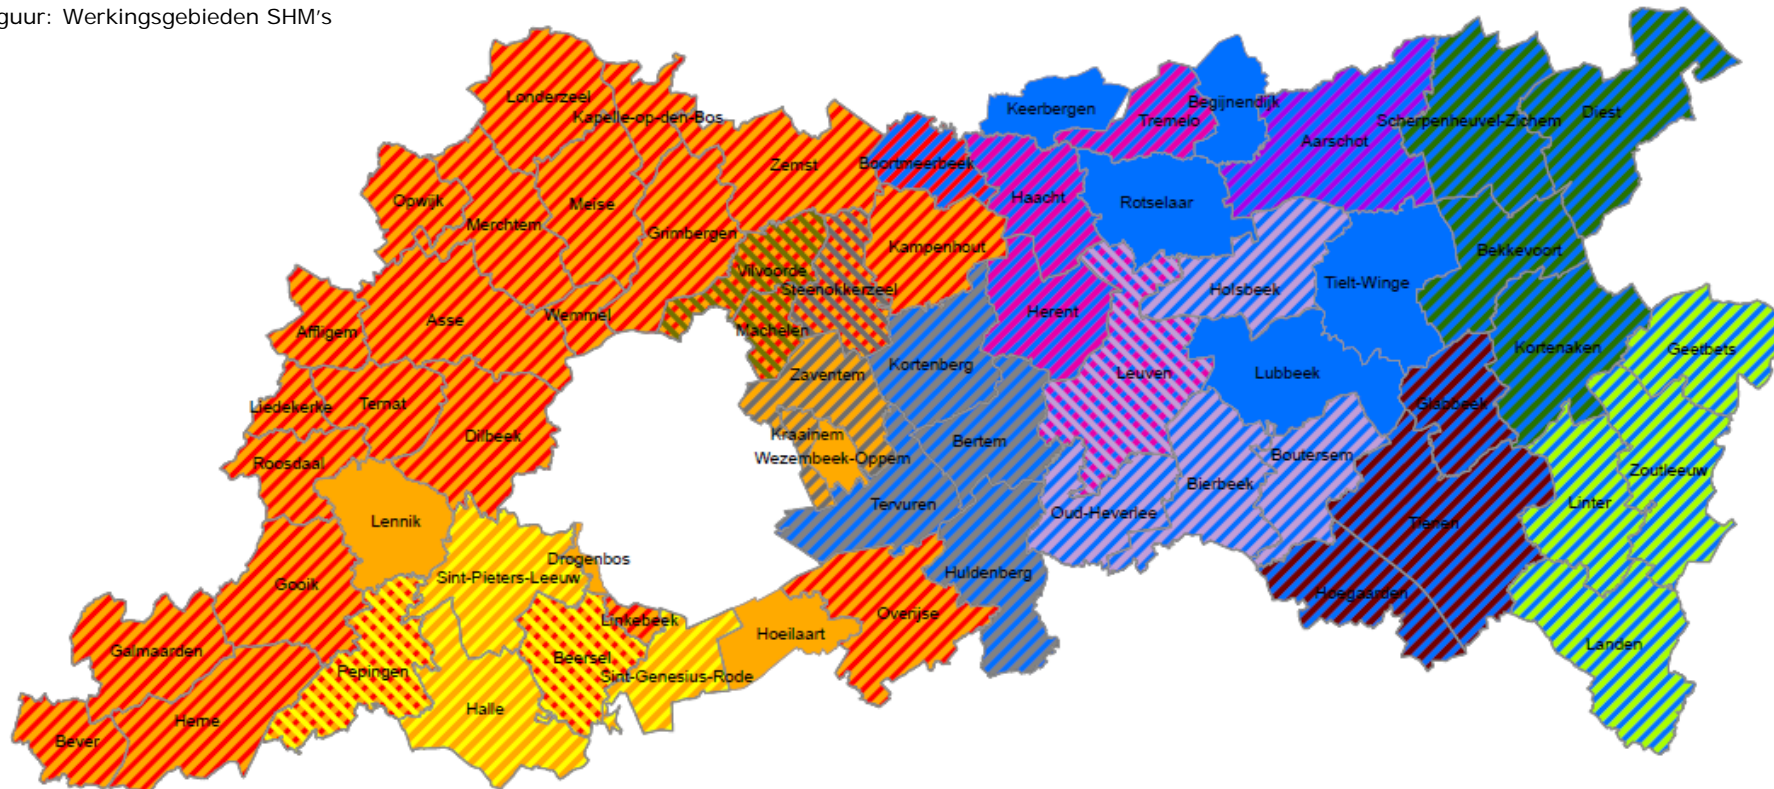 guur: Werkingsgebieden SHM's
Londerzeel
Kapelle-op-den-Bos
Keerbergen
Begijnendijk
Tremelo
Scherpenheuvel-Zichem
Diest
Aarschot
Zemst
Boortmeerbeek
Opwijk
Merchtem
Meise
Grimbergen
Haacht
Rotselaar
Kampenhout
Bekkevoort
Vilvoorde
Steenokkerzeel
Holsbeek
Tielt-Winge
Affligem
Asse
Wemmel
Machelen
Herent
Kortenaken
Geetbets
Zaventem
Kortenberg
Leuven
Lubbeek
Liedekerke
Ternat
Glabbeek
Dilbeek
Kraainem
Bertem
Roosdaal
Wezembeek-Oppem
Boutersem
Zoutleeuw
Bierbeek
Lennik
Tervuren
Oud-Heverlee
Tienen
Linter
Drogenbos
Sint-Pieters-Leeuw
Gooik
Huldenberg
Hoegaarden
Overijse
Linkebeek
Hoeilaart
Galmaarden
Pepingen
Beersel
Landen
Sint-Genesius-Rode
Halle
Herne
Bever